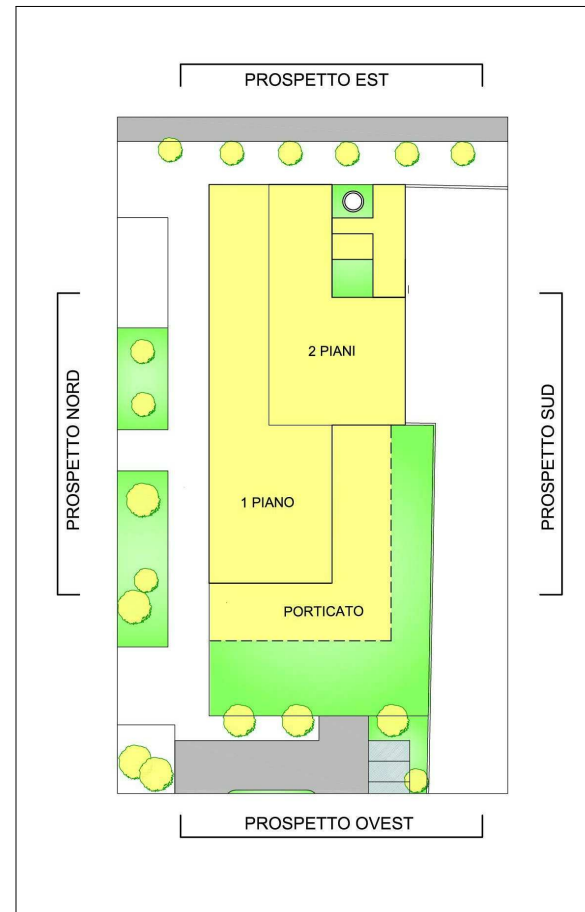 PROSPETTO EST
PROSPETTO NORD
PROSPETTO SUD
2 PIANI
1 PIANO
PORTICATO
PROSPETTO OVEST